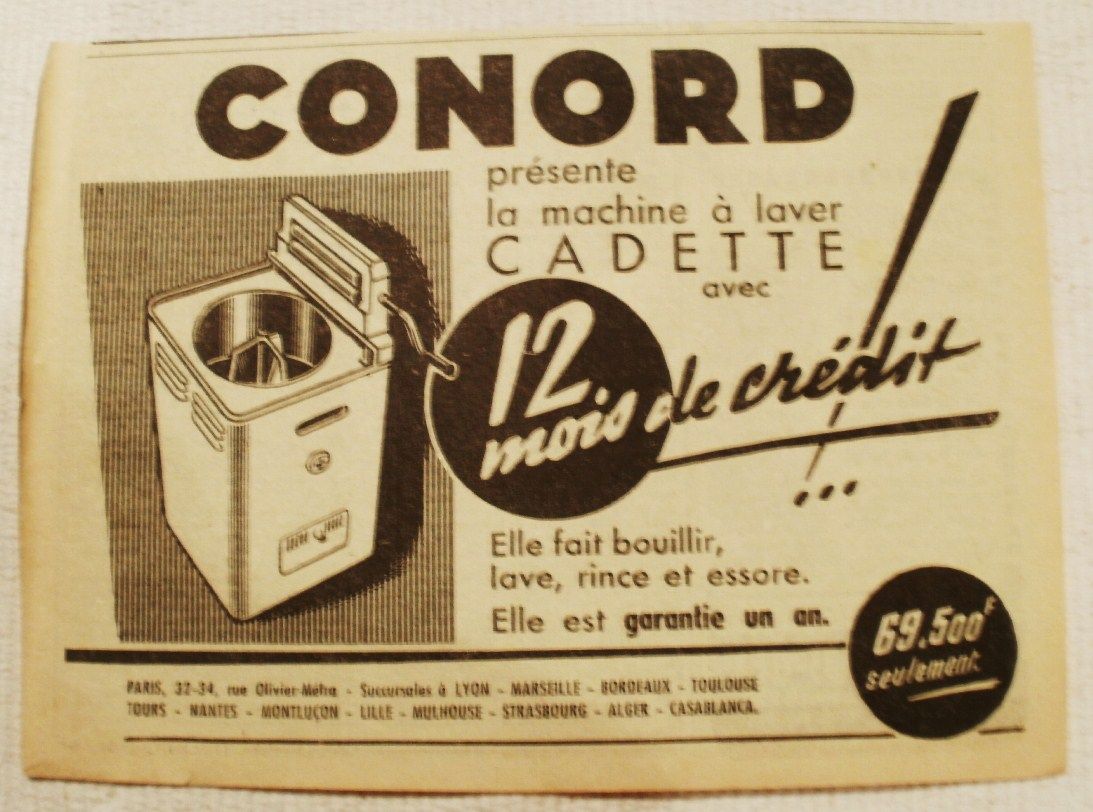 CONORD
présente
la machine à laver
CADETTE
avec
12
mois de crédit!...
Elle fait bouillir,
lave, rince et essore.
Elle est garantie un an.
69.500F
seulement
PARIS, 32-34, rue Olivier-Métra - Succursales à LYON - MARSEILLE - BORDEAUX - TOULOUSE
TOURS - NANTES - MONTLUÇON - LILLE - MULHOUSE - STRASBOURG - ALGER - CASABLANCA.